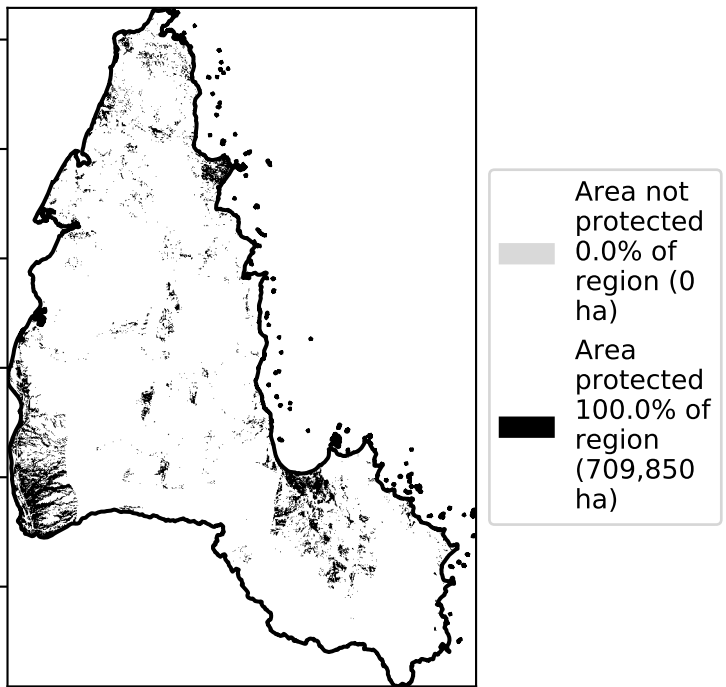 Area not
protected
0.0% of
region (0
ha)
Area
protected
100.0% of
region
(709,850
ha)